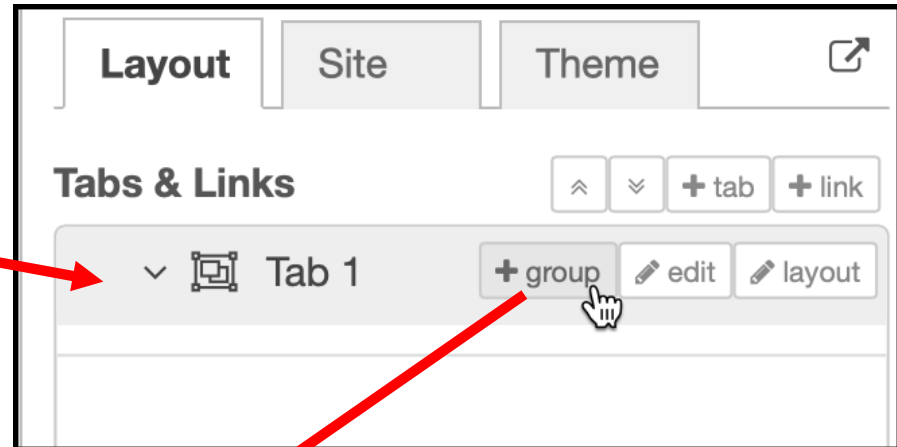 Layout Site Theme
Tabs & Links + tab + link
Tab 1 + group edit layout